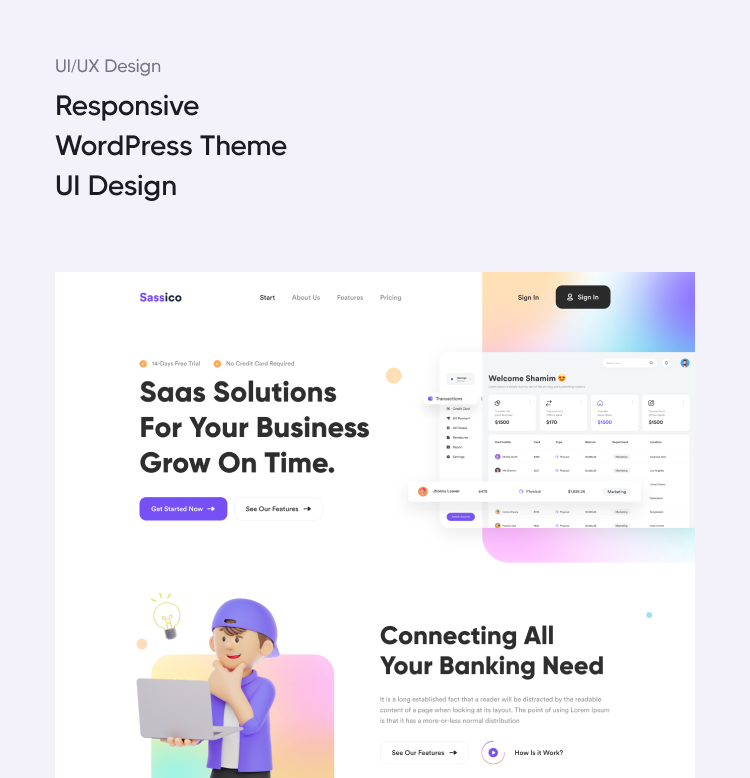 UI/UX Design
Responsive
WordPress Theme
UI Design
Sassico
Start
About Us
Features
Pricing
Sign In
Sign In
14-Days Free Trial
No Credit Card Required
Saas Solutions
For Your Business
Grow On Time.
Get Started Now
See Our Features
Welcome Shamim
Transactions
Credit Card
Settings
$1500
$170
$1500
$1500
Jhonny Lawer
Physical
$1,828.28
Marketing
Connecting All
Your Banking Need
It is a long established fact that a reader will be distracted by the readable
content of a page when looking at its layout. The point of using Lorem Ipsum
is that it has a more-or-less normal distribution
See Our Features
How Is it Work?